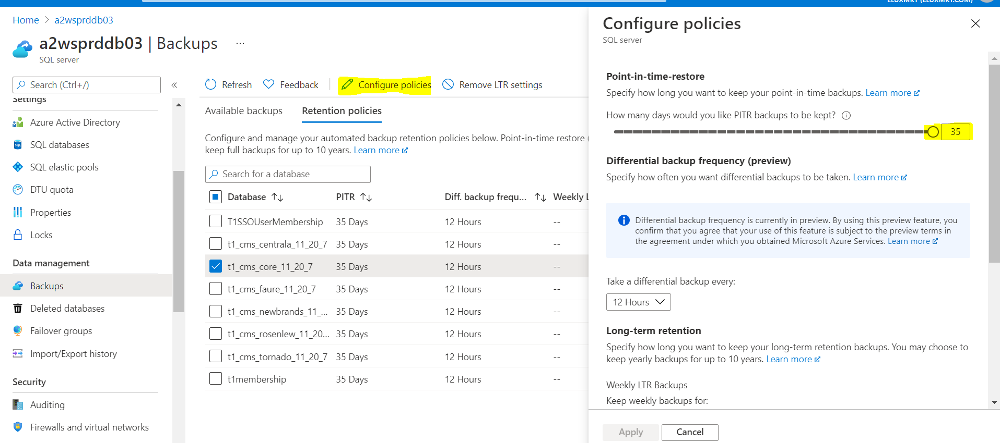 ELUXMKT (ELUXMKT.COM)
Home > a2wsprddb03
a2wsprddb03 | Backups ...
SQL server
Search (Ctrl+/) «
Settings
Azure Active Directory
SQL databases
SQL elastic pools
DTU quota
Properties
Locks
Data management
Backups
Deleted databases
Failover groups
Import/Export history
Security
Auditing
Firewalls and virtual networks
Refresh Feedback Configure policies Remove LTR settings
Available backups Retention policies
Configure and manage your automated backup retention policies below. Point-in-time restore (
keep full backups for up to 10 years. Learn more
Search for a database
Database ↑↓ PITR ↑↓ Diff. backup frequ... ↑↓ Weekly L
T1SSOUserMembership 35 Days 12 Hours --
t1_cms_centrala_11_20_7 35 Days 12 Hours --
t1_cms_core_11_20_7 35 Days 12 Hours --
t1_cms_faure_11_20_7 35 Days 12 Hours --
t1_cms_newbrands_11_... 35 Days 12 Hours --
t1_cms_rosenlew_11_20... 35 Days 12 Hours --
t1_cms_tornado_11_20_7 35 Days 12 Hours --
t1membership 35 Days 12 Hours --
Configure policies
SQL server
Point-in-time-restore
Specify how long you want to keep your point-in-time backups. Learn more
How many days would you like PITR backups to be kept?
35
Differential backup frequency (preview)
Specify how often you want differential backups to be taken. Learn more
Differential backup frequency is currently in preview. By using this preview feature, you
confirm that you agree that your use of this feature is subject to the preview terms in
the agreement under which you obtained Microsoft Azure Services. Learn more
Take a differential backup every:
12 Hours
Long-term retention
Specify how long you want to keep your long-term retention backups. You may choose to
keep yearly backups for up to 10 years. Learn more
Weekly LTR Backups
Keep weekly backups for:
Apply Cancel